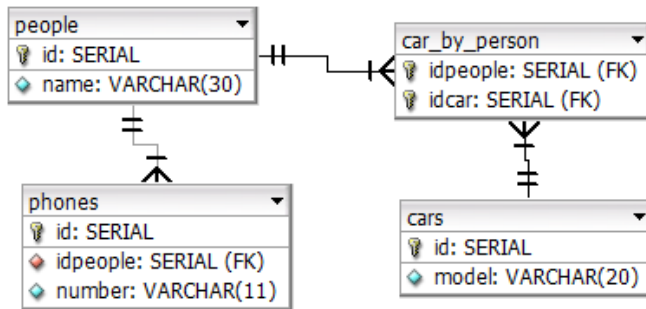 people
id: SERIAL
name: VARCHAR(30)
car_by_person
idpeople: SERIAL (FK)
idcar: SERIAL (FK)
phones
id: SERIAL
idpeople: SERIAL (FK)
number: VARCHAR(11)
cars
id: SERIAL
model: VARCHAR(20)